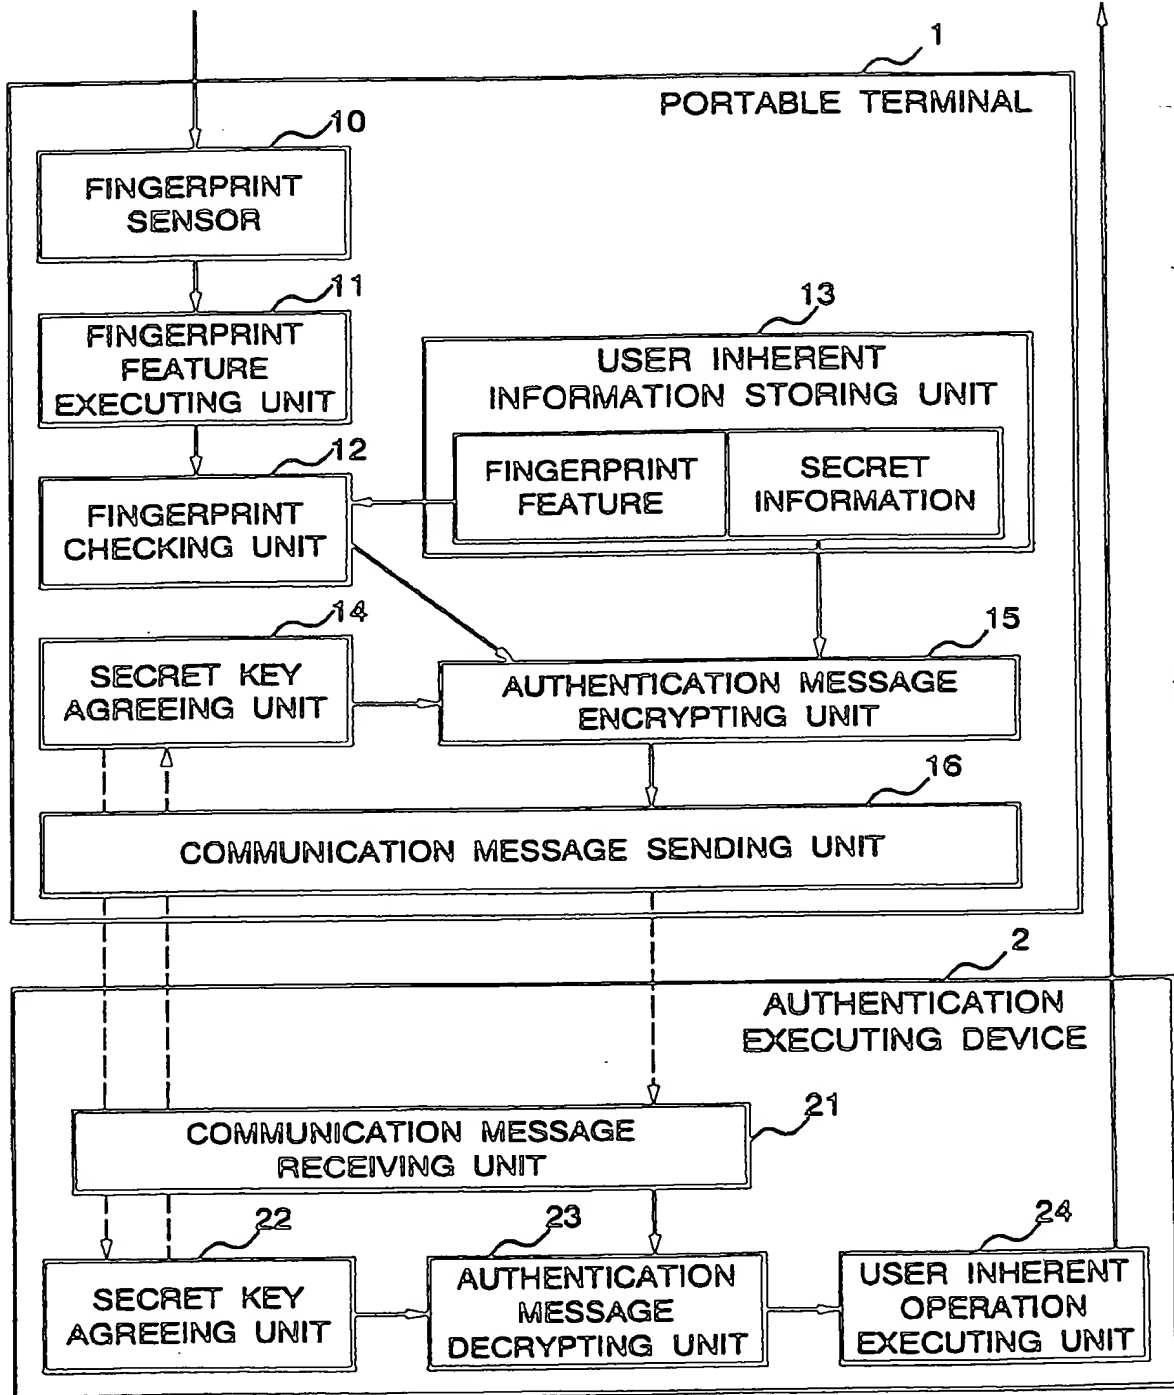 1
PORTABLE TERMINAL
10
FINGERPRINT
SENSOR
11
FINGERPRINT
FEATURE
EXECUTING UNIT
13
USER INHERENT
INFORMATION STORING UNIT
FINGERPRINT
FEATURE
SECRET
INFORMATION
12
FINGERPRINT
CHECKING UNIT
14
SECRET KEY
AGREEING UNIT
15
AUTHENTICATION MESSAGE
ENCRYPTING UNIT
16
COMMUNICATION MESSAGE SENDING UNIT
2
AUTHENTICATION
EXECUTING DEVICE
21
COMMUNICATION MESSAGE
RECEIVING UNIT
22
SECRET KEY
AGREEING UNIT
23
AUTHENTICATION
MESSAGE
DECRYPTING UNIT
24
USER INHERENT
OPERATION
EXECUTING UNIT